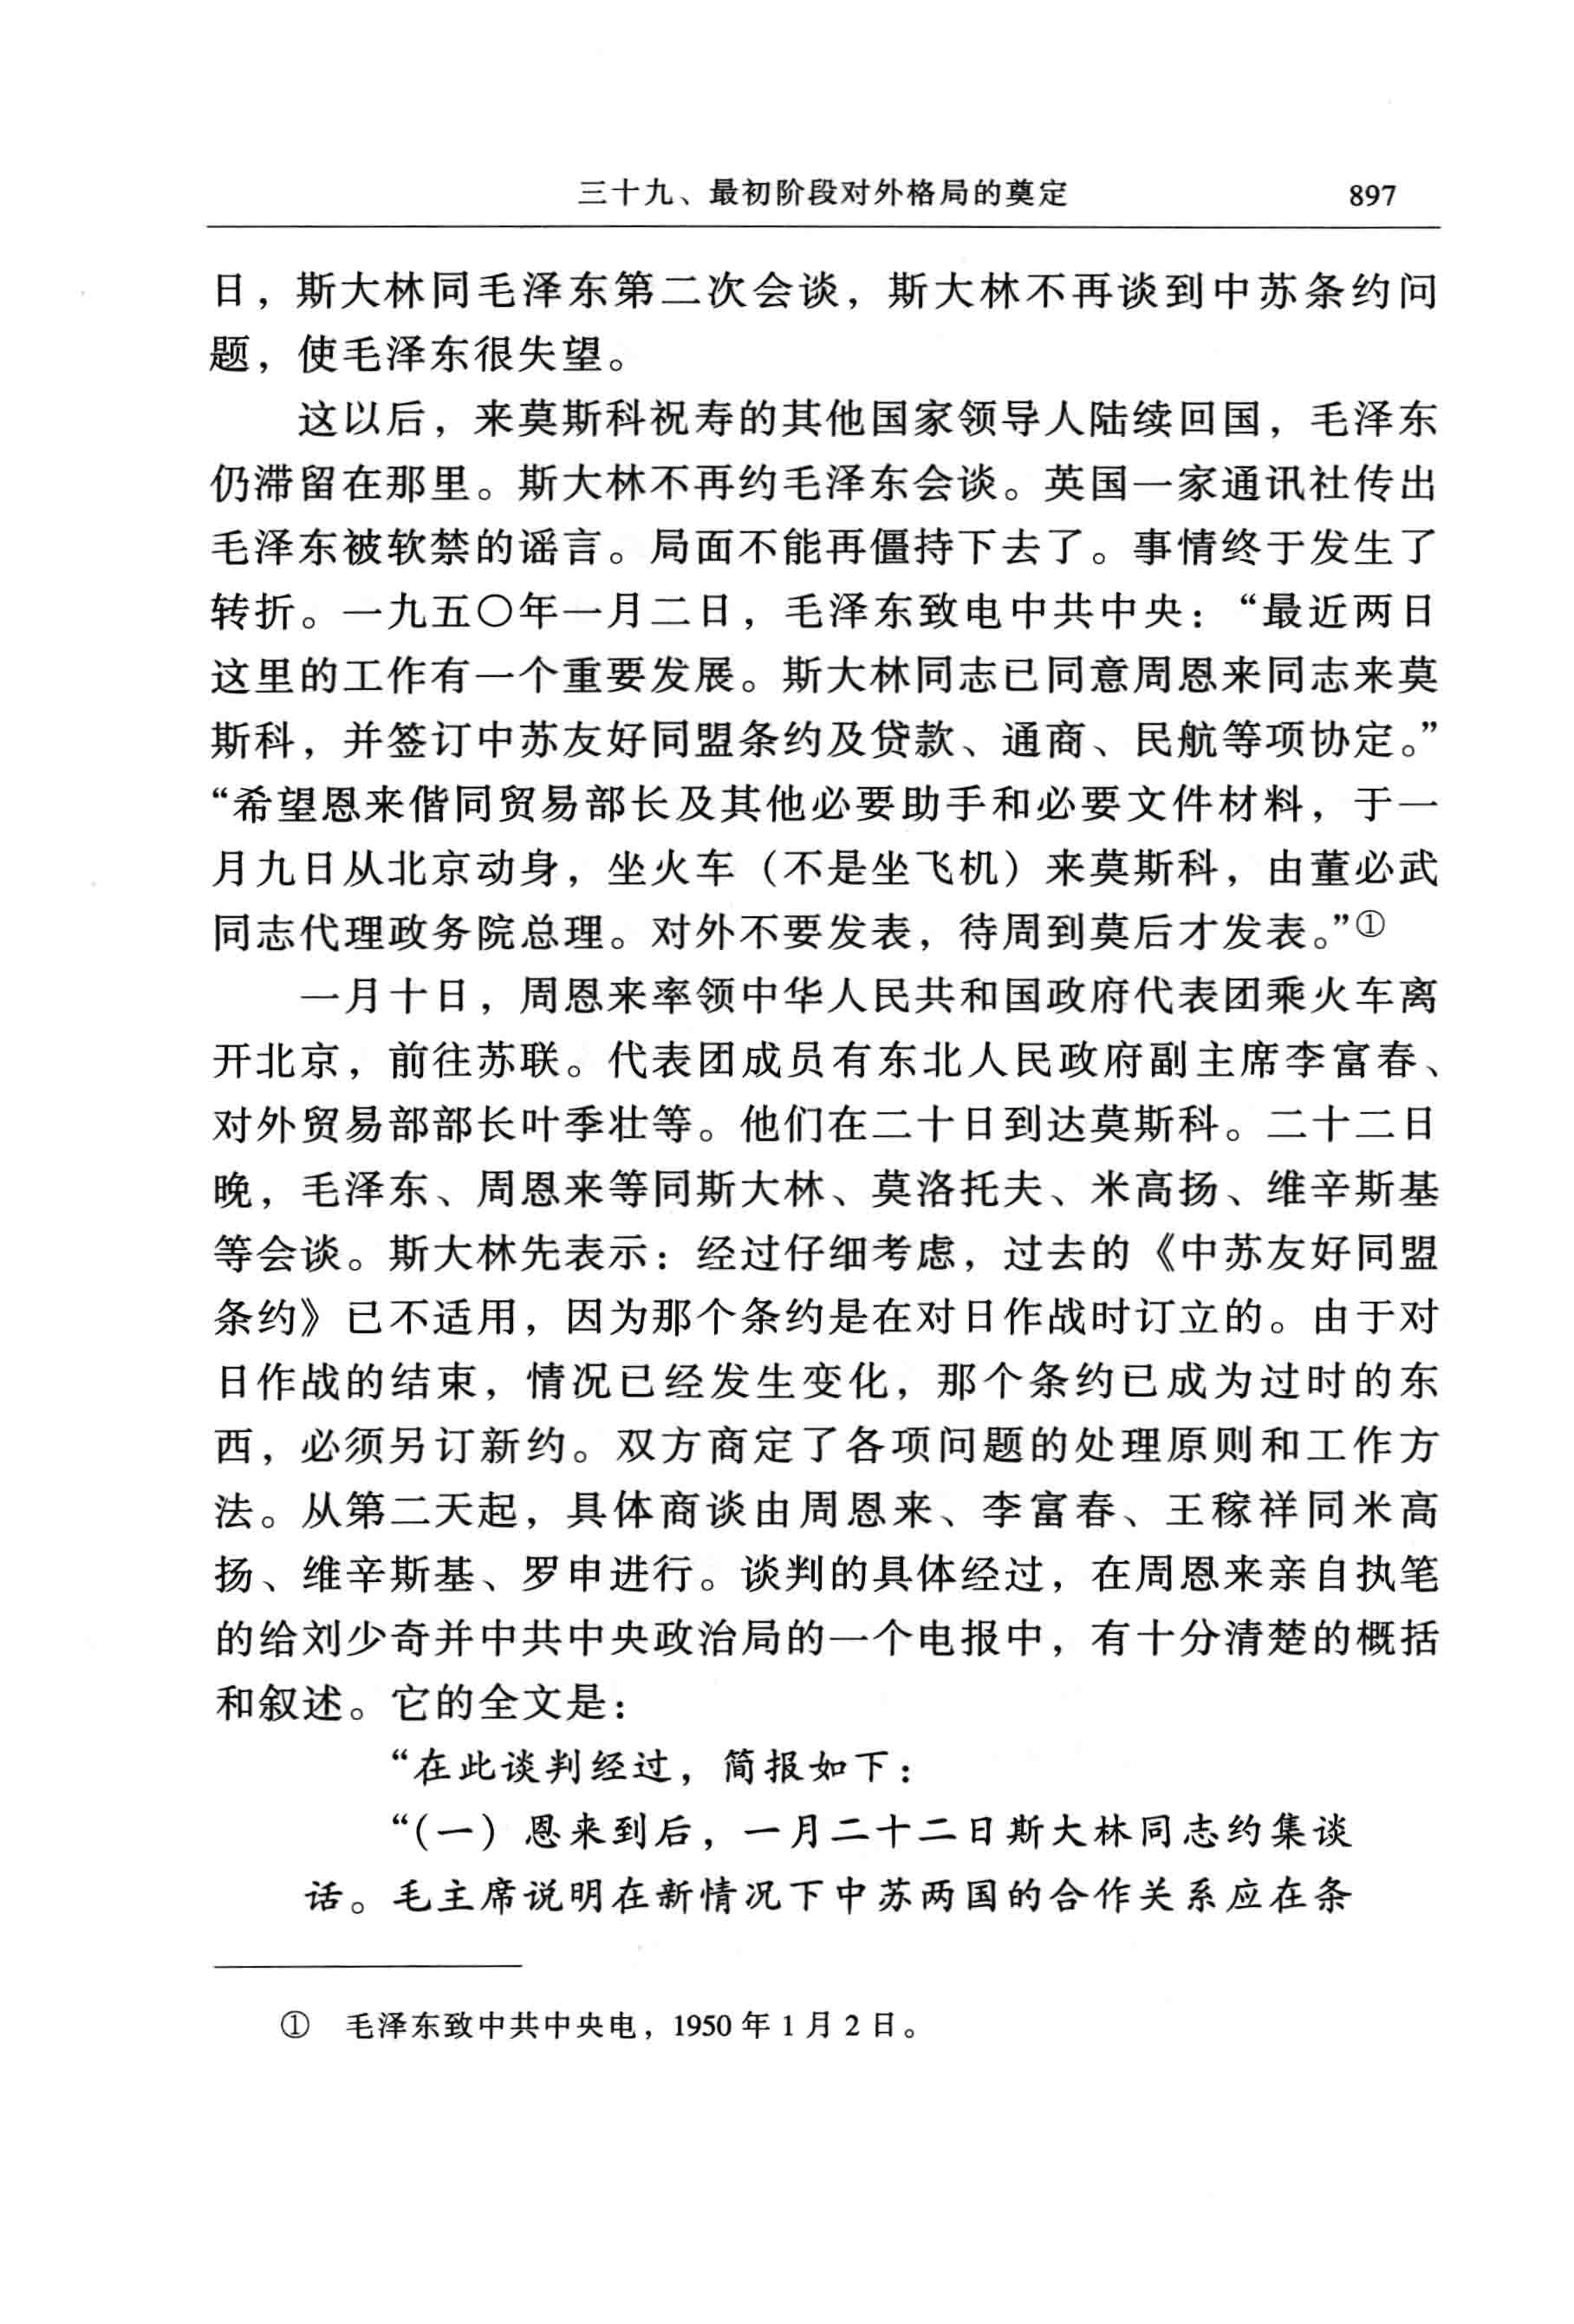 三十九、最初阶段对外格局的奠定 897
日，斯大林同毛泽东第二次会谈，斯大林不再谈到中苏条约问
题，使毛泽东很失望。
这以后，来莫斯科祝寿的其他国家领导人陆续回国，毛泽东
仍滞留在那里。斯大林不再约毛泽东会谈。英国一家通讯社传出
毛泽东被软禁的谣言。局面不能再僵持下去了。事情终于发生了
转折。一九五〇年一月二日，毛泽东致电中共中央：“最近两日
这里的工作有一个重要发展。斯大林同志已同意周恩来同志来莫
斯科，并签订中苏友好同盟条约及贷款、通商、民航等项协定。”
“希望恩来偕同贸易部长及其他必要助手和必要文件材料，于一
月九日从北京动身，坐火车（不是坐飞机）来莫斯科，由董必武
同志代理政务院总理。对外不要发表，待周到莫后才发表。”①
一月十日，周恩来率领中华人民共和国政府代表团乘火车离
开北京，前往苏联。代表团成员有东北人民政府副主席李富春、
对外贸易部部长叶季壮等。他们在二十日到达莫斯科。二十二日
晚，毛泽东、周恩来等同斯大林、莫洛托夫、米高扬、维辛斯基
等会谈。斯大林先表示：经过仔细考虑，过去的《中苏友好同盟
条约》已不适用，因为那个条约是在对日作战时订立的。由于对
日作战的结束，情况已经发生变化，那个条约已成为过时的东
西，必须另订新约。双方商定了各项问题的处理原则和工作方
法。从第二天起，具体商谈由周恩来、李富春、王稼祥同米高
扬、维辛斯基、罗申进行。谈判的具体经过，在周恩来亲自执笔
的给刘少奇并中共中央政治局的一个电报中，有十分清楚的概括
和叙述。它的全文是：
“在此谈判经过，简报如下：
“(一）恩来到后，一月二十二日斯大林同志约集谈
话。毛主席说明在新情况下中苏两国的合作关系应在条
① 毛泽东致中共中央电，1950 年 1 月 2 日。